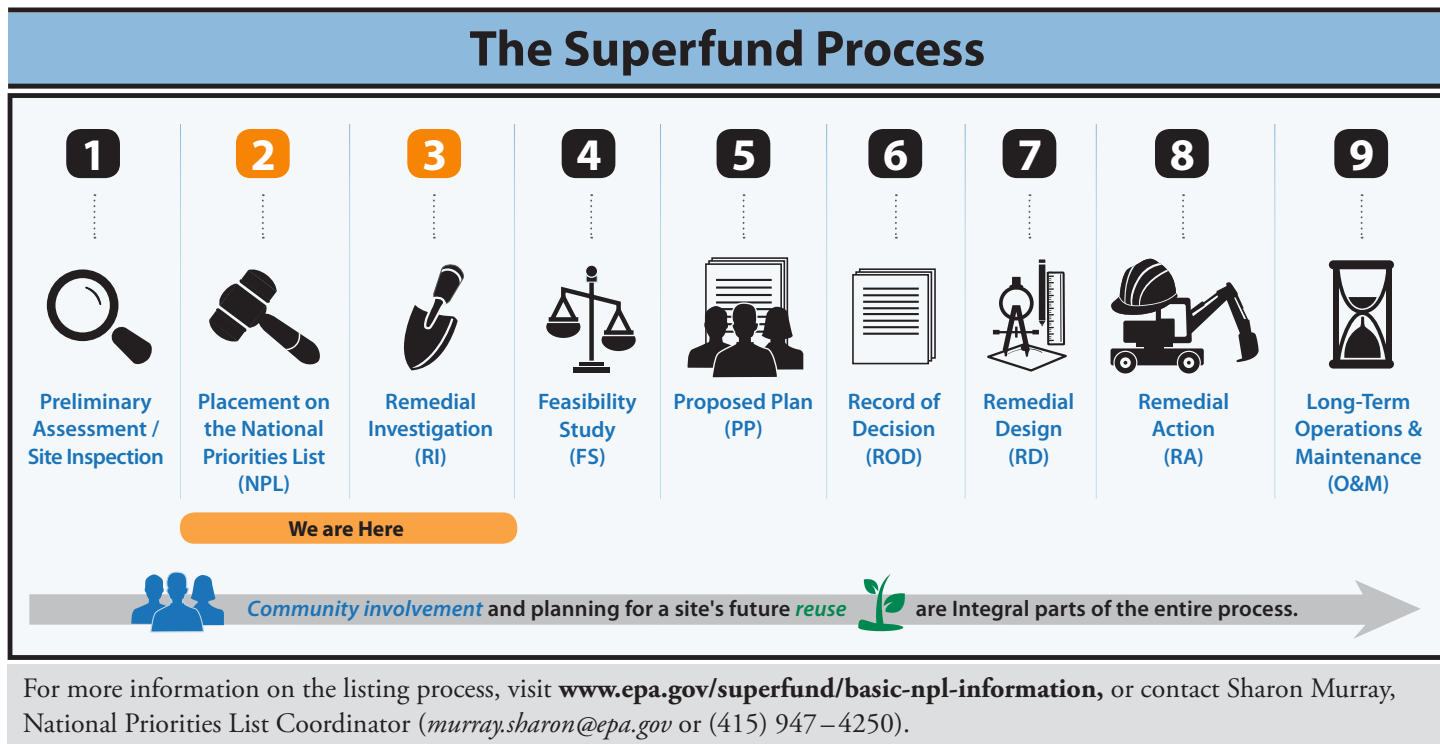 The Superfund Process
1
2
3
4
5
6
7
8
9
Preliminary
Assessment /
Site Inspection
Placement on
the National
Priorities List
(NPL)
Remedial
Investigation
(RI)
Feasibility
Study
(FS)
Proposed Plan
(PP)
Record of
Decision
(ROD)
Remedial
Design
(RD)
Remedial
Action
(RA)
Long-Term
Operations &
Maintenance
(O&M)
We are Here
Community involvement and planning for a site's future reuse are Integral parts of the entire process.
For more information on the listing process, visit www.epa.gov/superfund/basic-npl-information, or contact Sharon Murray,
National Priorities List Coordinator (murray.sharon@epa.gov or (415) 947–4250).